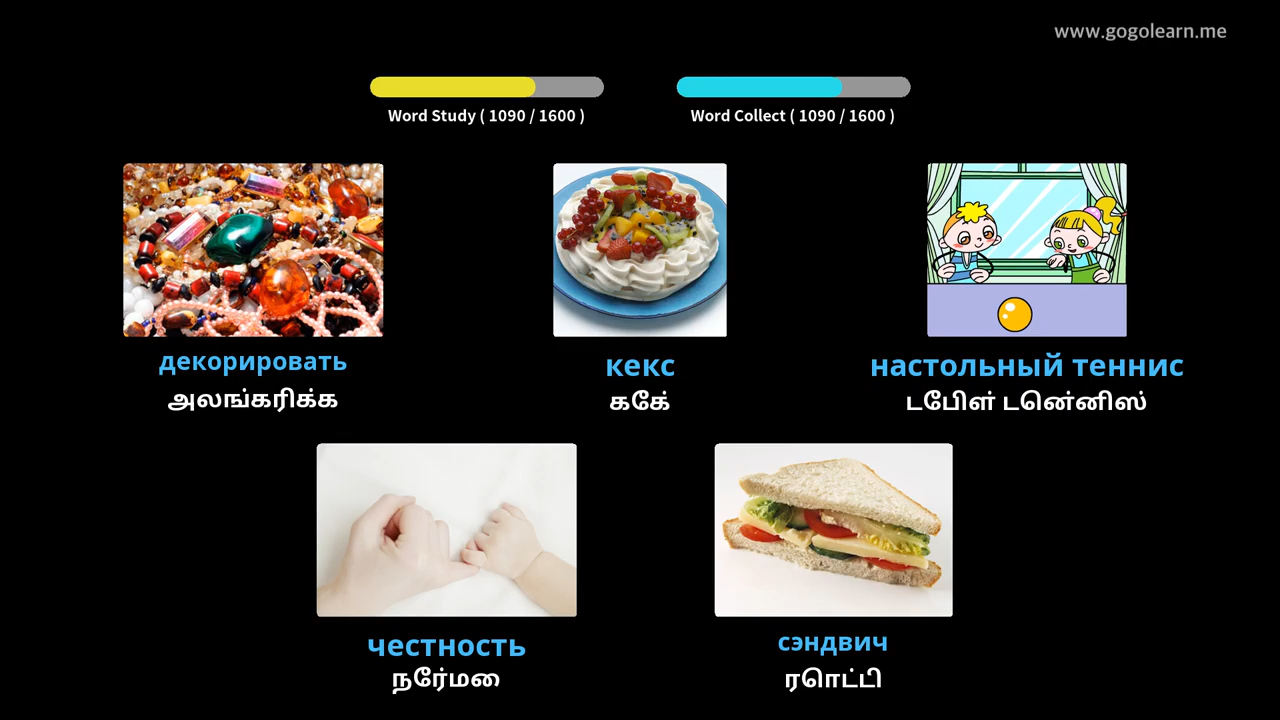 www.gogolearn.me
Word Study ( 1090 / 1600 )
Word Collect ( 1090 / 1600 )
декорировать
அலங்கரிக்க
кекс
கேக்
настольный теннис
டேபிள் டென்னிஸ்
честность
நேர்மை
сэндвич
ரொட்டி